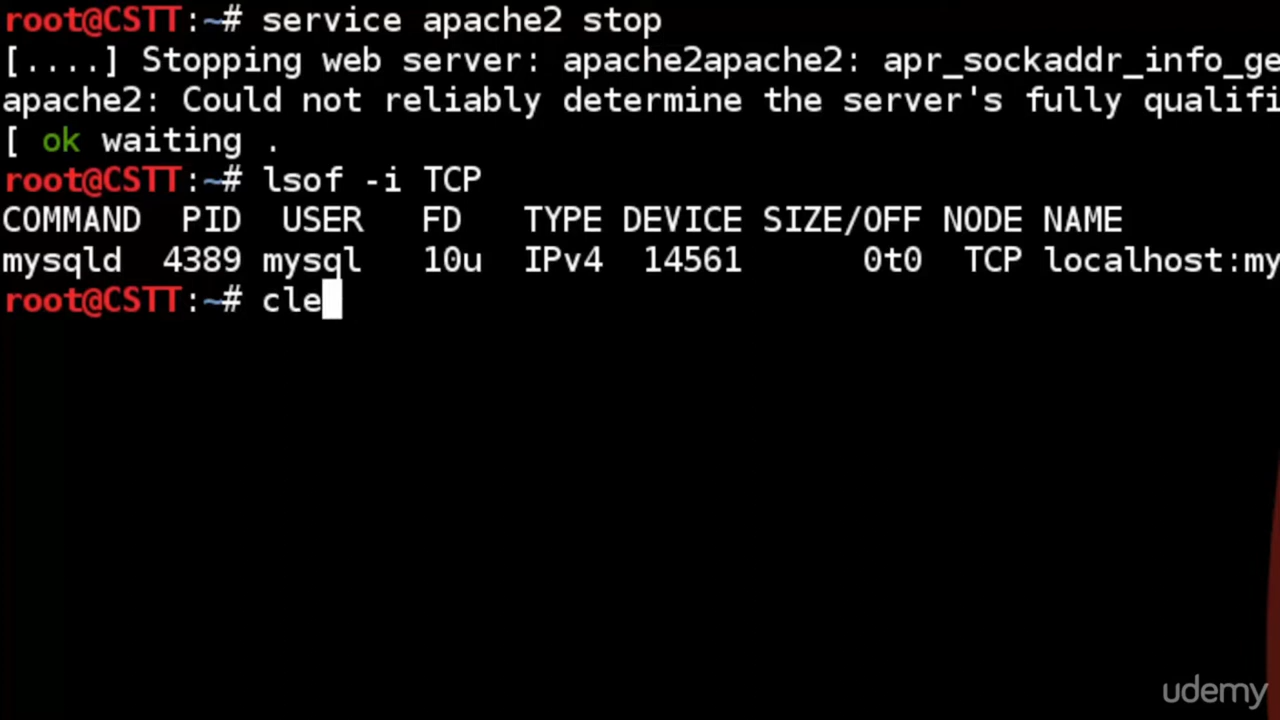 root@CSTT:~# service apache2 stop
[....] Stopping web server: apache2apache2: apr_sockaddr_info_ge
apache2: Could not reliably determine the server's fully qualifi
[ ok waiting .
root@CSTT:~# lsof -i TCP
COMMAND PID USER FD TYPE DEVICE SIZE/OFF NODE NAME
mysqld 4389 mysql 10u IPv4 14561 0t0 TCP localhost:my
root@CSTT:~# cle
udemy